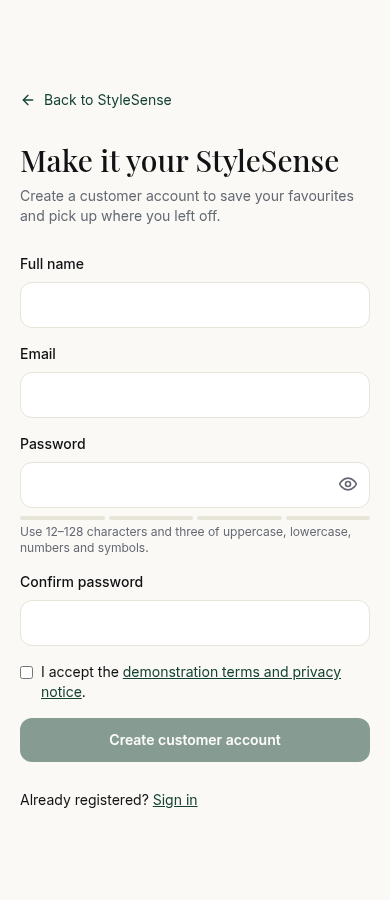 Back to StyleSense
Make it your StyleSense
Create a customer account to save your favourites
and pick up where you left off.
Full name
Email
Password
Use 12–128 characters and three of uppercase, lowercase,
numbers and symbols.
Confirm password
I accept the demonstration terms and privacy
notice.
Create customer account
Already registered? Sign in